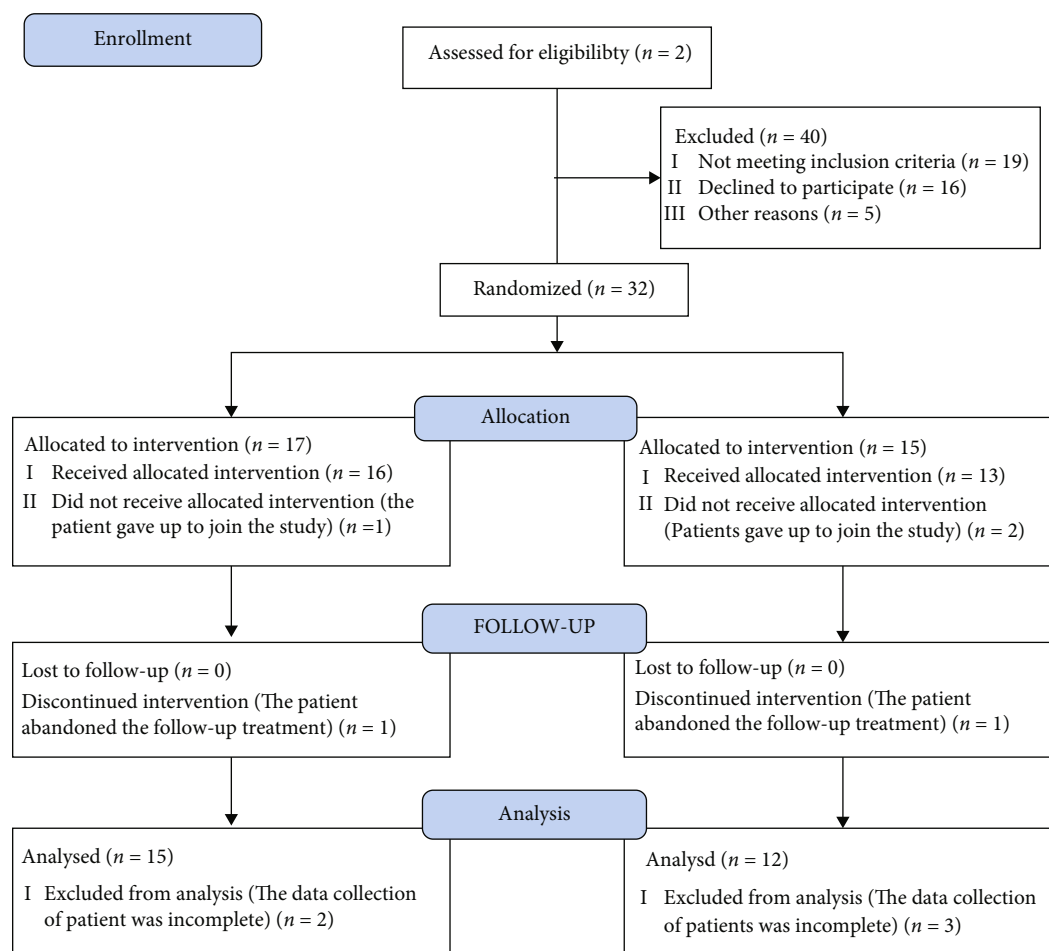 Enrollment
Assessed for eligibilibty (n = 2)
Excluded (n = 40)
I Not meeting inclusion criteria (n = 19)
II Declined to participate (n = 16)
III Other reasons (n = 5)
Randomized (n = 32)
Allocation
Allocated to intervention (n = 17)
I Received allocated intervention (n = 16)
II Did not receive allocated intervention (the
patient gave up to join the study) (n =1)
Allocated to intervention (n = 15)
I Received allocated intervention (n = 13)
II Did not receive allocated intervention
(Patients gave up to join the study) (n = 2)
FOLLOW-UP
Lost to follow-up (n = 0)
Discontinued intervention (The patient
abandoned the follow-up treatment) (n = 1)
Lost to follow-up (n = 0)
Discontinued intervention (The patient
abandoned the follow-up treatment) (n = 1)
Analysis
Analysed (n = 15)
I Excluded from analysis (The data collection
of patient was incomplete) (n = 2)
Analysd (n = 12)
I Excluded from analysis (The data collection
of patients was incomplete) (n = 3)